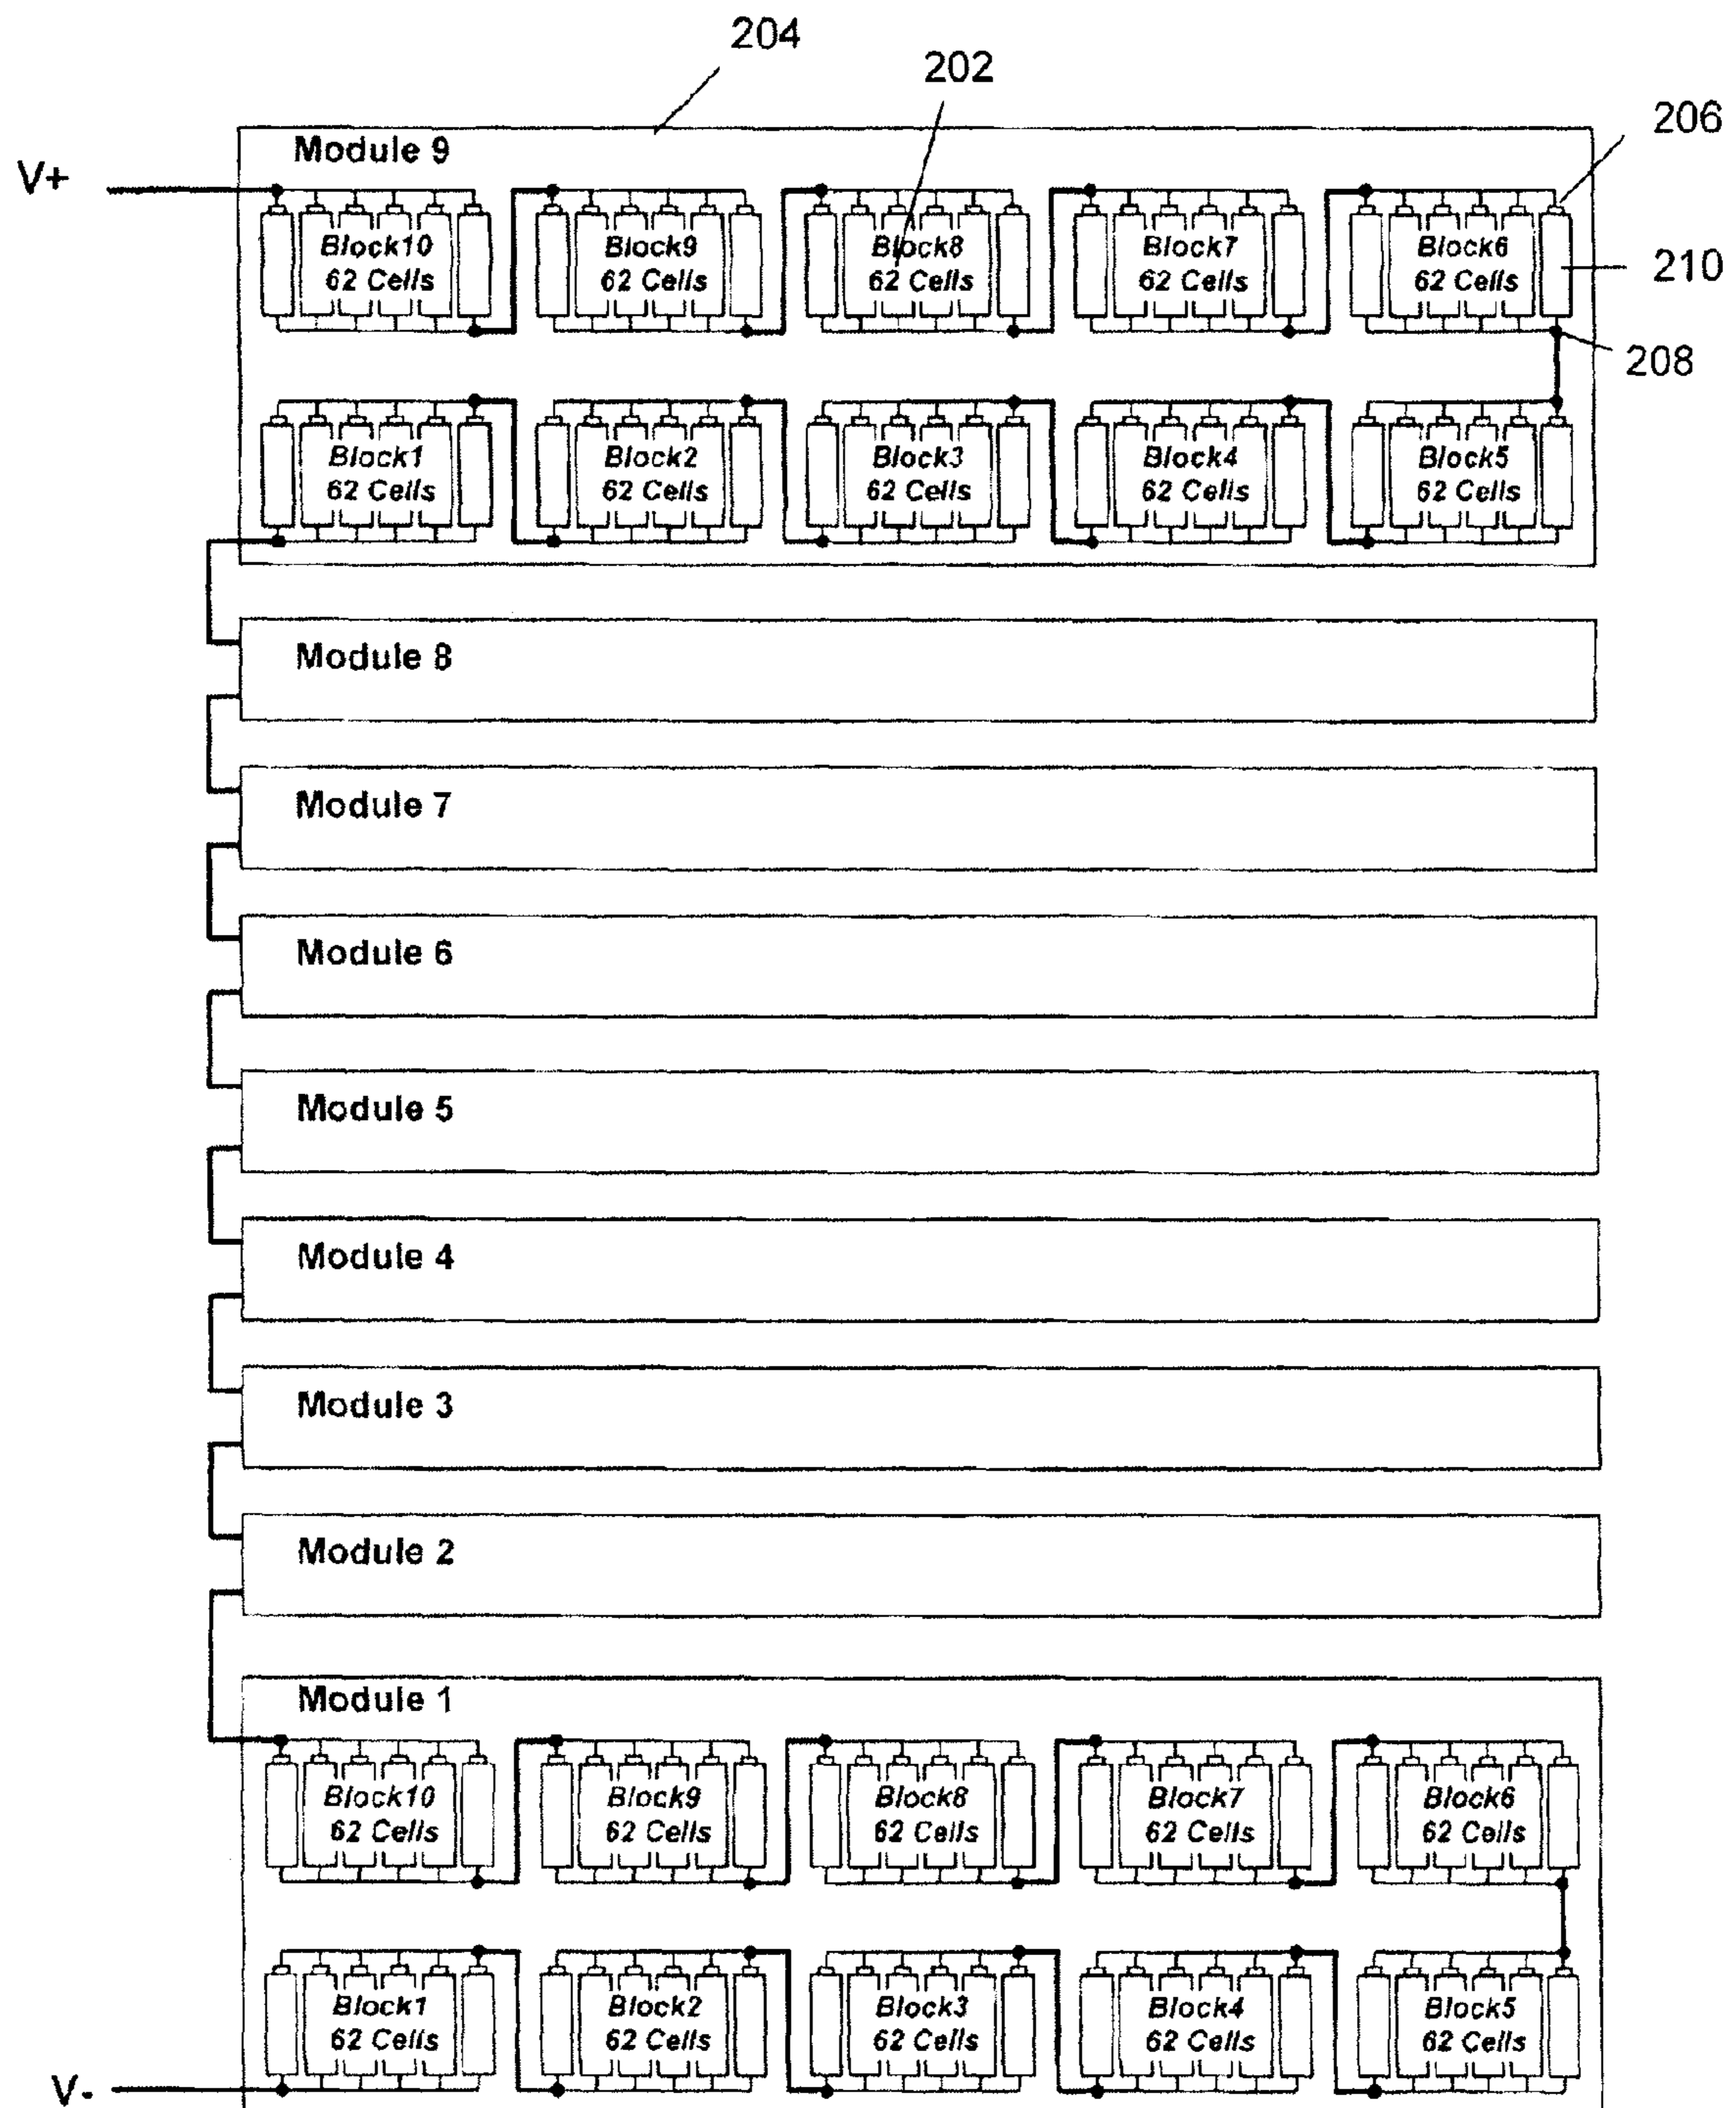 204
202
206
Module 9
V+
Block10
62 Cells
Block9
62 Cells
Block8
62 Cells
Block7
62 Cells
Block6
62 Cells
210
208
Block1
62 Cells
Block2
62 Cells
Block3
62 Cells
Block4
62 Cells
Block5
62 Cells
Module 8
Module 7
Module 6
Module 5
Module 4
Module 3
Module 2
Module 1
Block10
62 Cells
Block9
62 Cells
Block8
62 Cells
Block7
62 Cells
Block6
62 Cells
Block1
62 Cells
Block2
62 Cells
Block3
62 Cells
Block4
62 Cells
Block5
62 Cells
V-